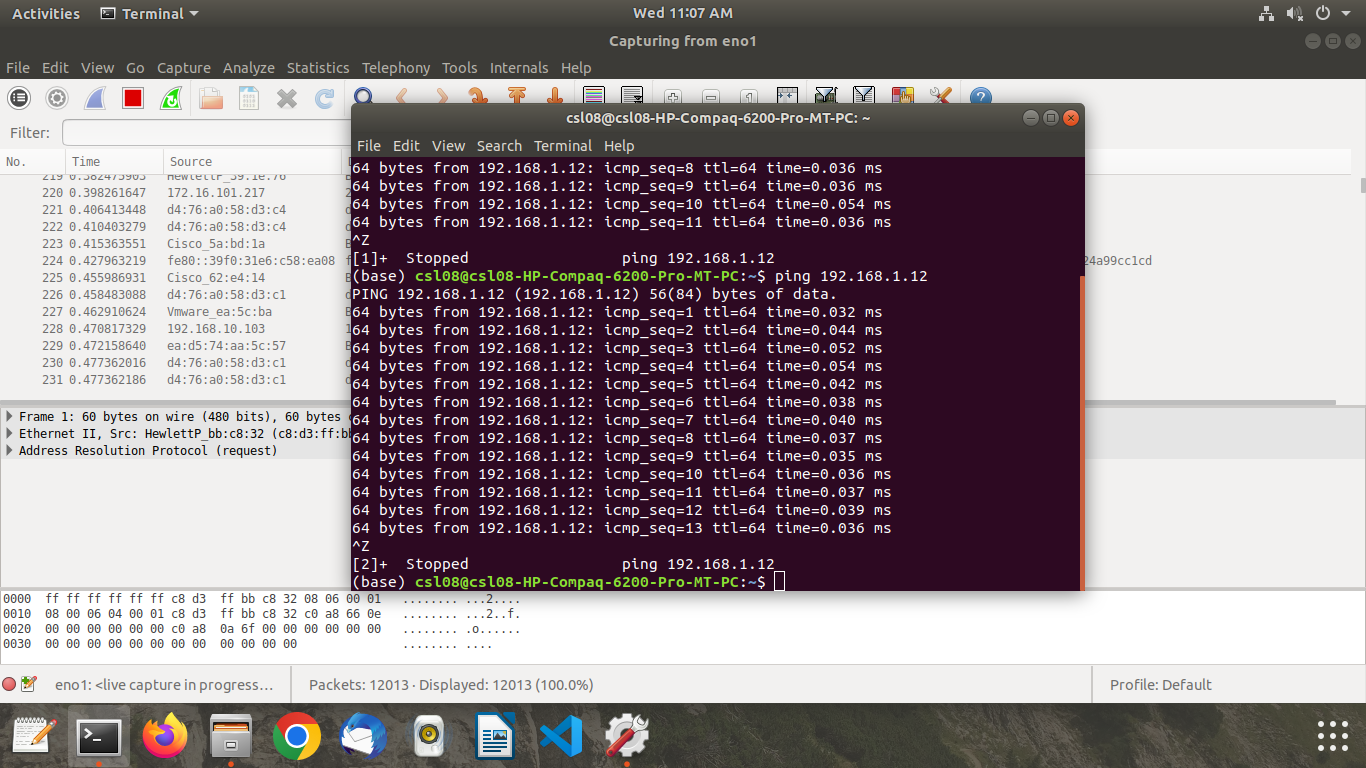 Activities Terminal Wed 11:07 AM
Capturing from eno1
File Edit View Go Capture Analyze Statistics Telephony Tools Internals Help
Filter:
No. Time Source
219 0.382475903 HewlettP_39:1e:76
220 0.398261647 172.16.101.217 2
221 0.406413448 d4:76:a0:58:d3:c4 d
222 0.410403279 d4:76:a0:58:d3:c4 d
223 0.415363551 Cisco_5a:bd:1a B
224 0.427963219 fe80::39f0:31e6:c58:ea08 f 24a99cc1cd
225 0.455986931 Cisco_62:e4:14
226 0.458483088 d4:76:a0:58:d3:c1 d
227 0.462910624 Vmware_ea:5c:ba B
228 0.470817329 192.168.10.103 1
229 0.472158640 ea:d5:74:aa:5c:57 B
230 0.477362016 d4:76:a0:58:d3:c1 d
231 0.477362186 d4:76:a0:58:d3:c1 d
Frame 1: 60 bytes on wire (480 bits), 60 bytes
Ethernet II, Src: HewlettP_bb:c8:32 (c8:d3:ff:bb
Address Resolution Protocol (request)
csl08@csl08-HP-Compaq-6200-Pro-MT-PC: ~
File Edit View Search Terminal Help
64 bytes from 192.168.1.12: icmp_seq=8 ttl=64 time=0.036 ms
64 bytes from 192.168.1.12: icmp_seq=9 ttl=64 time=0.036 ms
64 bytes from 192.168.1.12: icmp_seq=10 ttl=64 time=0.054 ms
64 bytes from 192.168.1.12: icmp_seq=11 ttl=64 time=0.036 ms
^Z
[1]+ Stopped ping 192.168.1.12
(base) csl08@csl08-HP-Compaq-6200-Pro-MT-PC:~$ ping 192.168.1.12
PING 192.168.1.12 (192.168.1.12) 56(84) bytes of data.
64 bytes from 192.168.1.12: icmp_seq=1 ttl=64 time=0.032 ms
64 bytes from 192.168.1.12: icmp_seq=2 ttl=64 time=0.044 ms
64 bytes from 192.168.1.12: icmp_seq=3 ttl=64 time=0.052 ms
64 bytes from 192.168.1.12: icmp_seq=4 ttl=64 time=0.054 ms
64 bytes from 192.168.1.12: icmp_seq=5 ttl=64 time=0.042 ms
64 bytes from 192.168.1.12: icmp_seq=6 ttl=64 time=0.038 ms
64 bytes from 192.168.1.12: icmp_seq=7 ttl=64 time=0.040 ms
64 bytes from 192.168.1.12: icmp_seq=8 ttl=64 time=0.037 ms
64 bytes from 192.168.1.12: icmp_seq=9 ttl=64 time=0.035 ms
64 bytes from 192.168.1.12: icmp_seq=10 ttl=64 time=0.036 ms
64 bytes from 192.168.1.12: icmp_seq=11 ttl=64 time=0.037 ms
64 bytes from 192.168.1.12: icmp_seq=12 ttl=64 time=0.039 ms
64 bytes from 192.168.1.12: icmp_seq=13 ttl=64 time=0.036 ms
^Z
[2]+ Stopped ping 192.168.1.12
(base) csl08@csl08-HP-Compaq-6200-Pro-MT-PC:~$
0000 ff ff ff ff ff ff c8 d3 ff bb c8 32 08 06 00 01 ........ ...2....
0010 08 00 06 04 00 01 c8 d3 ff bb c8 32 c0 a8 66 0e ........ ...2..f.
0020 00 00 00 00 00 00 c0 a8 0a 6f 00 00 00 00 00 00 ........ .o......
0030 00 00 00 00 00 00 00 00 00 00 00 00 ........ ....
eno1: <live capture in progress... Packets: 12013 · Displayed: 12013 (100.0%) Profile: Default